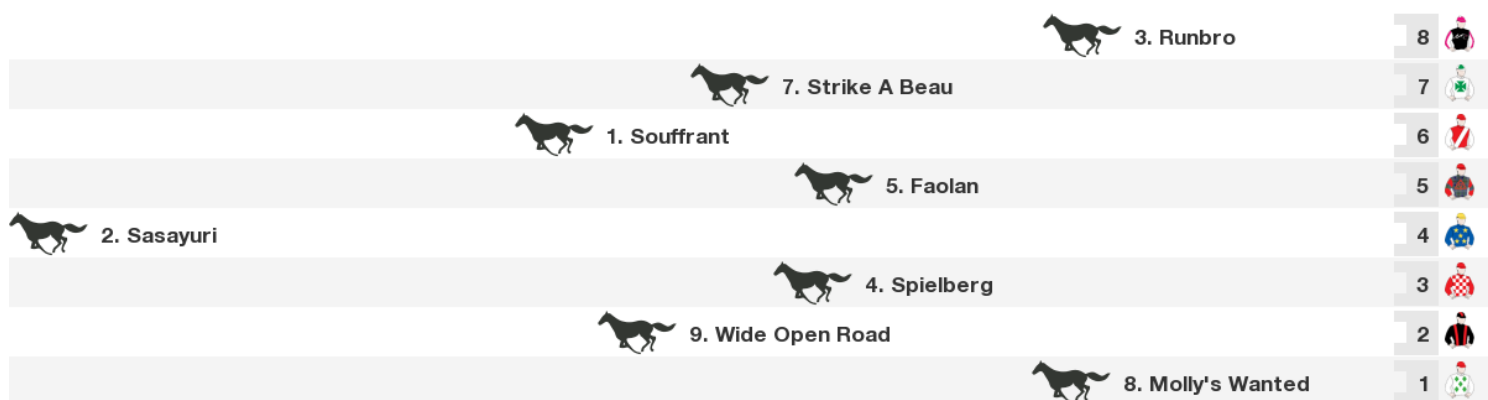 3. Runbro 8
7. Strike A Beau 7
1. Souffrant 6
5. Faolan 5
2. Sasayuri 4
4. Spielberg 3
9. Wide Open Road 2
8. Molly's Wanted 1